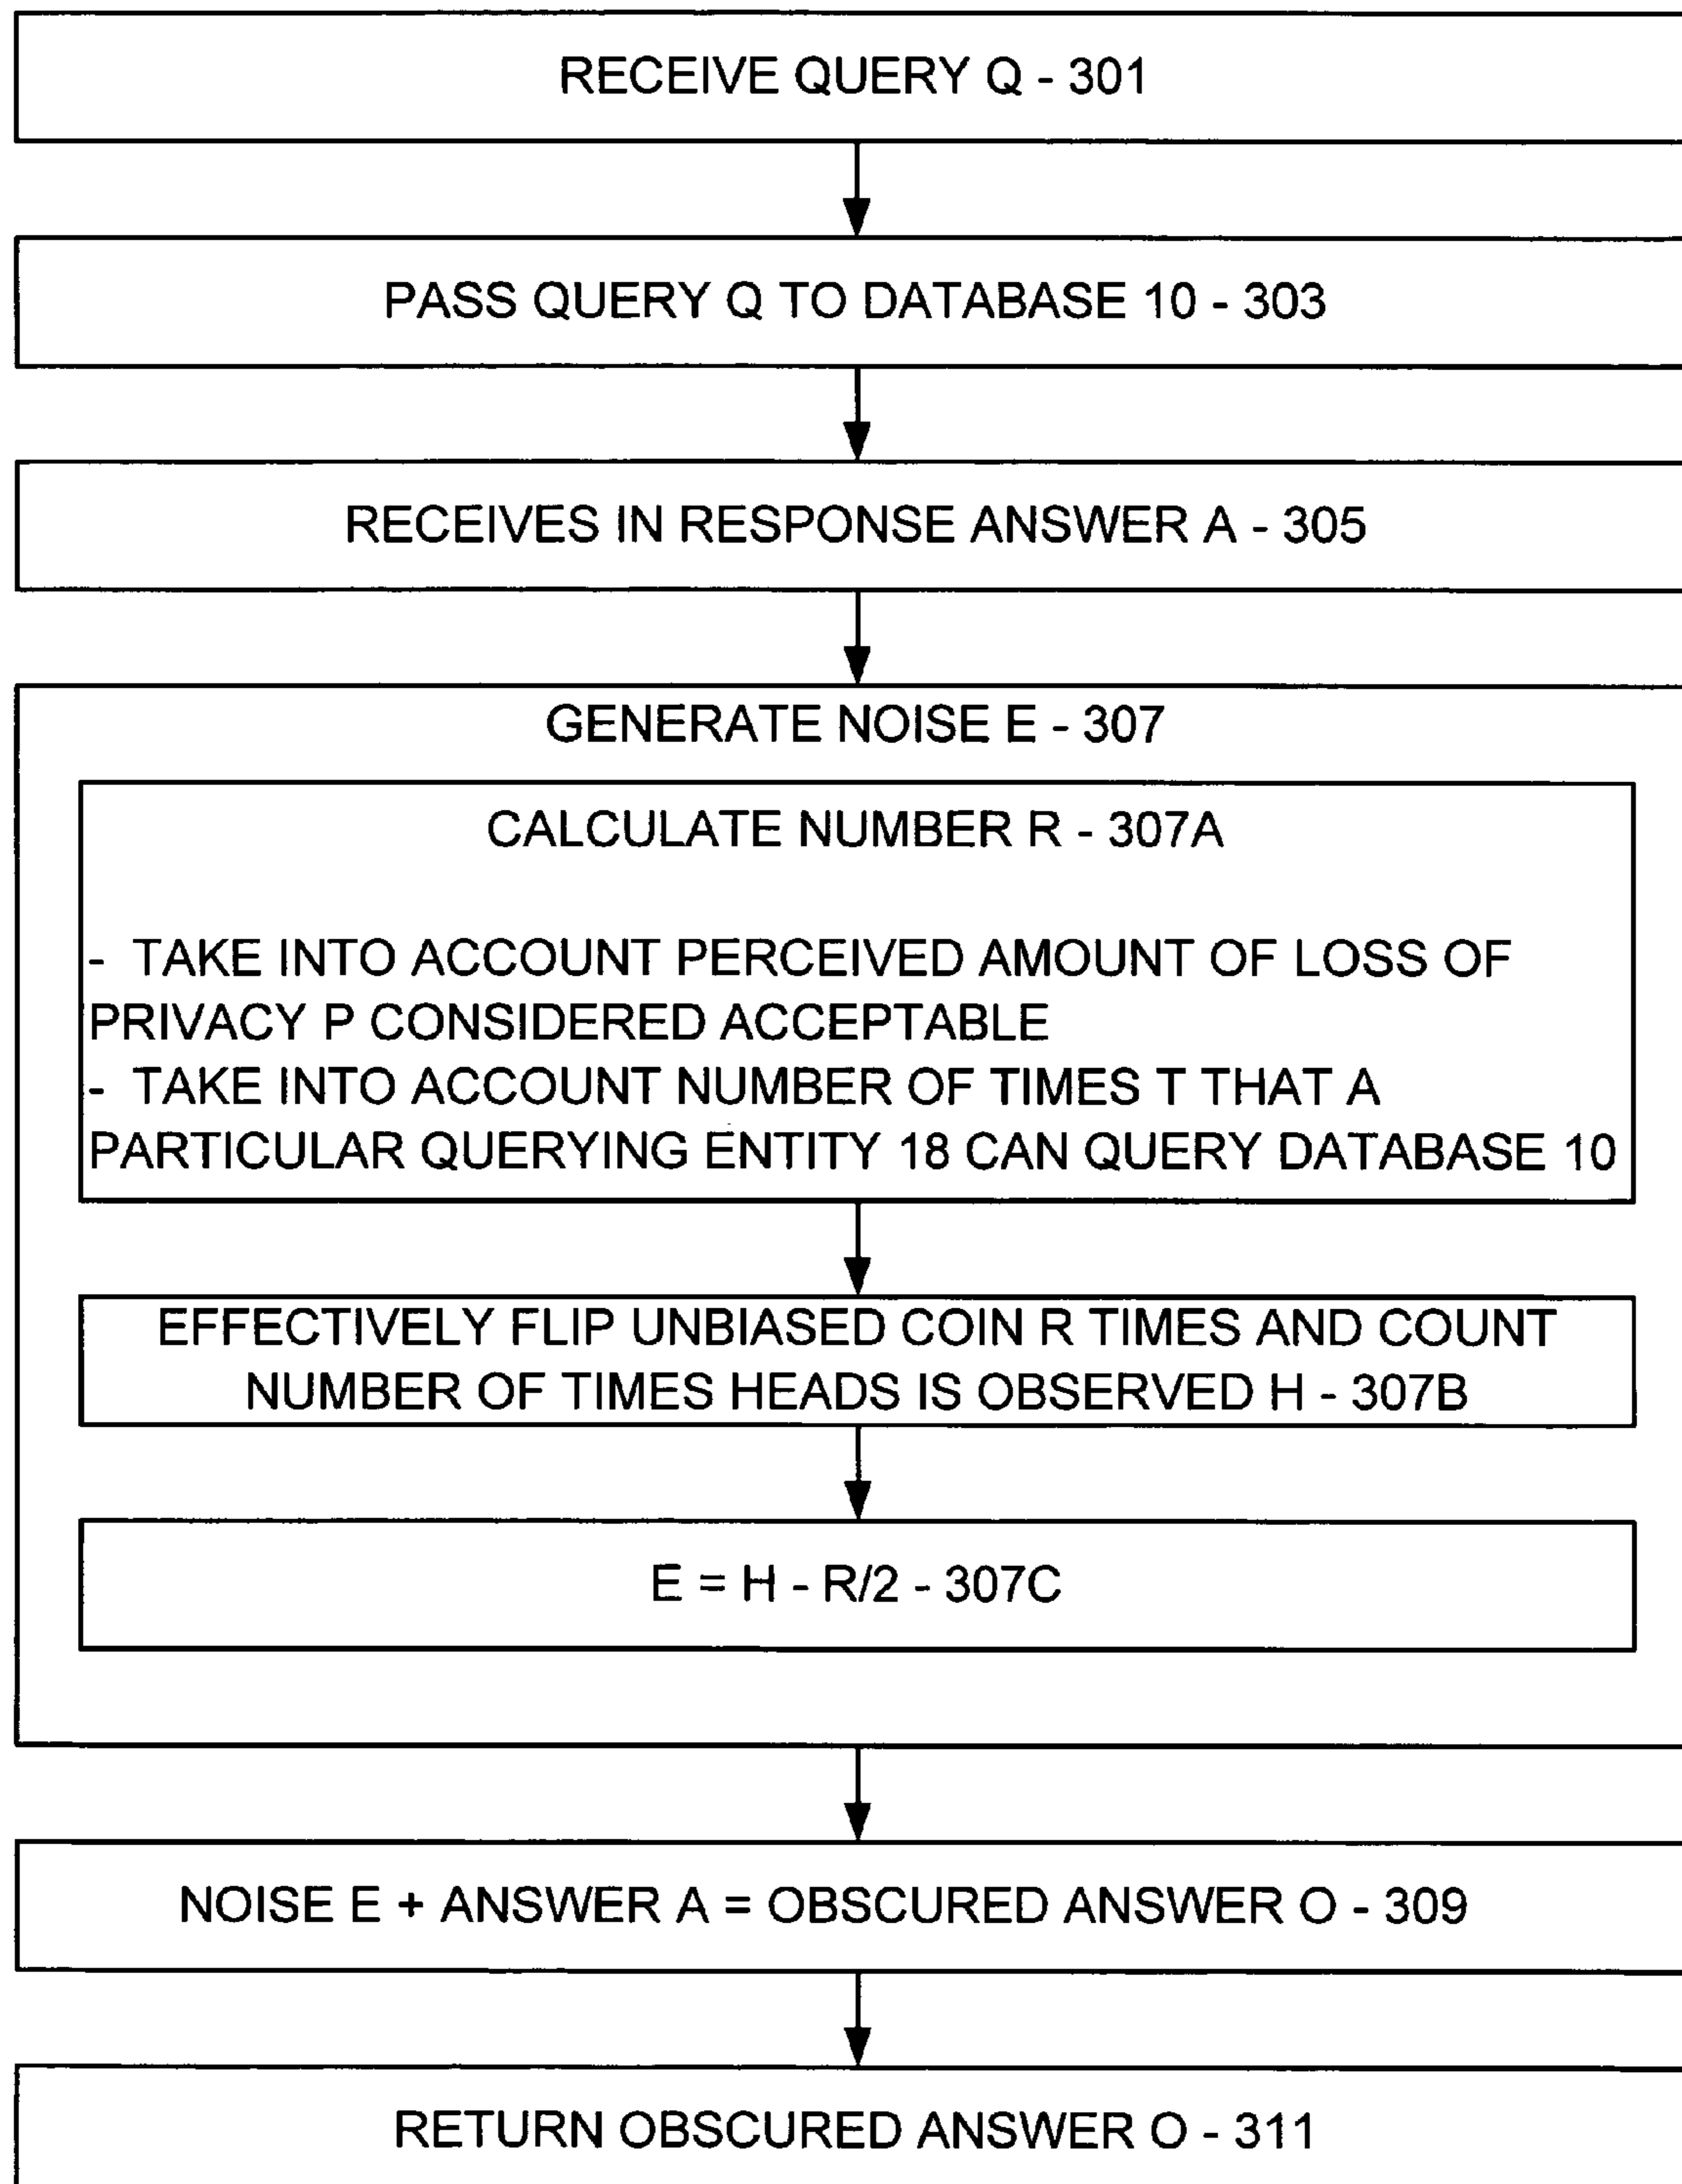 RECEIVE QUERY Q - 301
PASS QUERY Q TO DATABASE 10 - 303
RECEIVES IN RESPONSE ANSWER A - 305
GENERATE NOISE E - 307
CALCULATE NUMBER R - 307A
- TAKE INTO ACCOUNT PERCEIVED AMOUNT OF LOSS OF
PRIVACY P CONSIDERED ACCEPTABLE
- TAKE INTO ACCOUNT NUMBER OF TIMES T THAT A
PARTICULAR QUERYING ENTITY 18 CAN QUERY DATABASE 10
EFFECTIVELY FLIP UNBIASED COIN R TIMES AND COUNT
NUMBER OF TIMES HEADS IS OBSERVED H - 307B
E = H - R/2 - 307C
NOISE E + ANSWER A = OBSCURED ANSWER O - 309
RETURN OBSCURED ANSWER O - 311